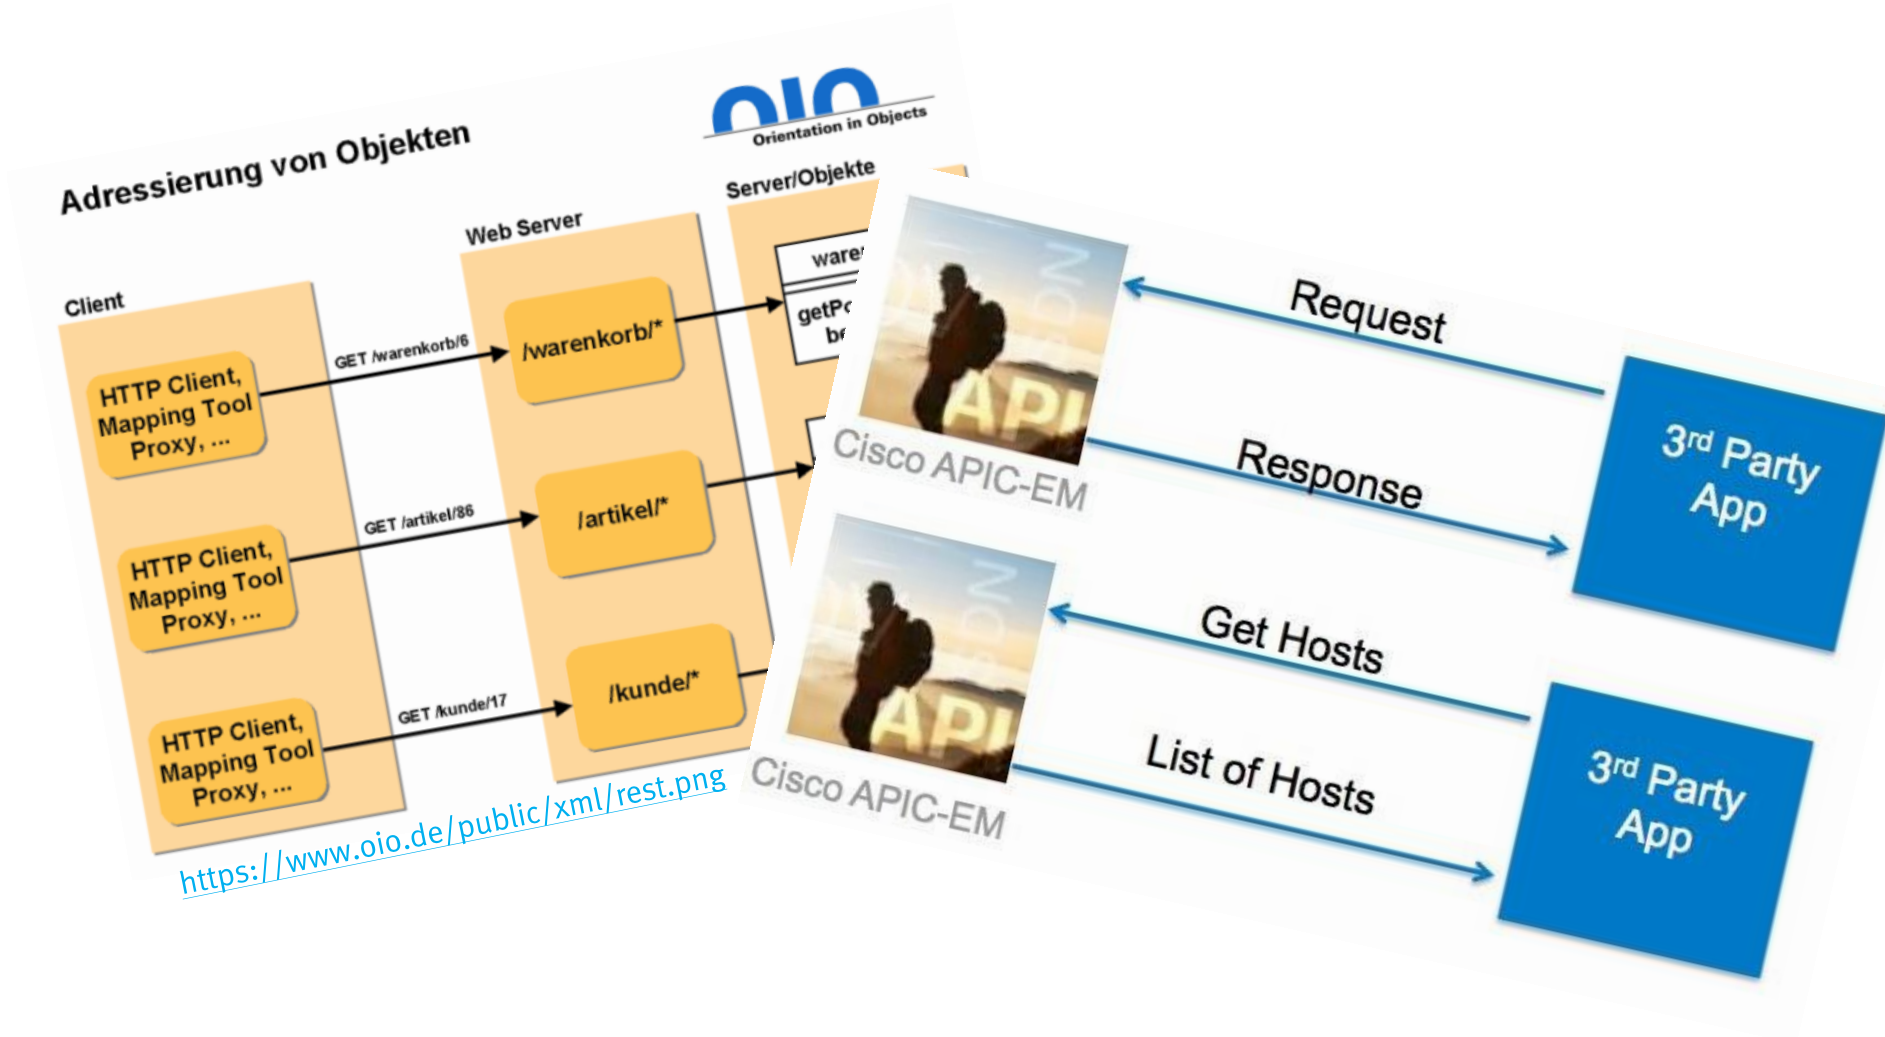 Adressierung von Objekten
OIO
Orientation in Objects
Client
Web Server
Server/Objekte
HTTP Client,
Mapping Tool
Proxy, ...
GET /warenkorb/6
/warenkorb/*
HTTP Client,
Mapping Tool
Proxy, ...
GET /artikel/86
/artikel/*
HTTP Client,
Mapping Tool
Proxy, ...
GET /kunde/17
/kunde/*
https://www.oio.de/public/xml/rest.png
API
Cisco APIC-EM
Request
Response
3rd Party
App
API
Cisco APIC-EM
Get Hosts
List of Hosts
3rd Party
App